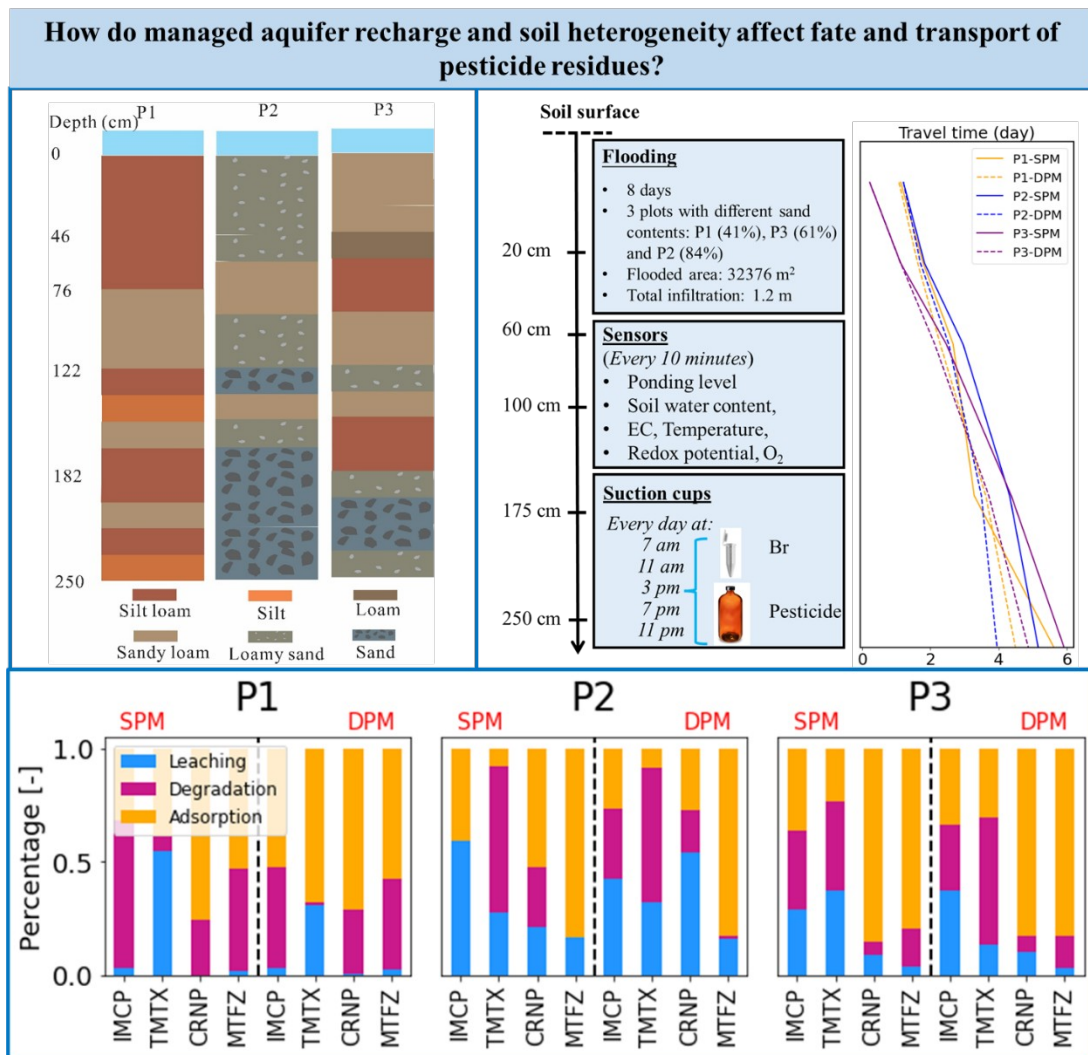 How do managed aquifer recharge and soil heterogeneity affect fate and transport of
pesticide residues?
P1 P2 P3
Depth (cm)
0
46
76
122
182
250
Silt loam Silt Loam
Sandy loam Loamy sand Sand
Soil surface
20 cm
60 cm
100 cm
175 cm
250 cm
Flooding
• 8 days
• 3 plots with different sand
contents: P1 (41%), P3 (61%)
and P2 (84%)
• Flooded area: 32376 m²
• Total infiltration: 1.2 m
Sensors
(Every 10 minutes)
• Ponding level
• Soil water content,
• EC, Temperature,
• Redox potential, O₂
Suction cups
Every day at:
7 am
11 am
3 pm
7 pm
11 pm
Br
Pesticide
Travel time (day)
P1-SPM
P1-DPM
P2-SPM
P2-DPM
P3-SPM
P3-DPM
0 2 4 6
P1 P2 P3
SPM DPM SPM DPM SPM DPM
Leaching
Degradation
Adsorption
Percentage [-]
1.0
0.5
0.0
IMCP TMTX CRNP MTFZ IMCP TMTX CRNP MTFZ
IMCP TMTX CRNP MTFZ IMCP TMTX CRNP MTFZ
IMCP TMTX CRNP MTFZ IMCP TMTX CRNP MTFZ